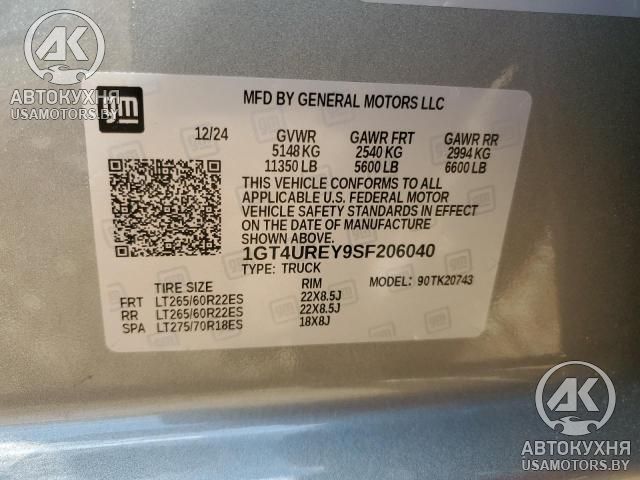 АК
АВТОКУХНЯ
USAMOTORS.BY
gm
MFD BY GENERAL MOTORS LLC
12/24 GVWR GAWR FRT GAWR RR
5148 KG 2540 KG 2994 KG
11350 LB 5600 LB 6600 LB
THIS VEHICLE CONFORMS TO ALL
APPLICABLE U.S. FEDERAL MOTOR
VEHICLE SAFETY STANDARDS IN EFFECT
ON THE DATE OF MANUFACTURE
SHOWN ABOVE.
1GT4UREY9SF206040
TYPE: TRUCK MODEL: 90TK20743
TIRE SIZE RIM
FRT LT265/60R22ES 22X8.5J
RR LT265/60R22ES 22X8.5J
SPA LT275/70R18ES 18X8J
АК
АВТОКУХНЯ
USAMOTORS.BY